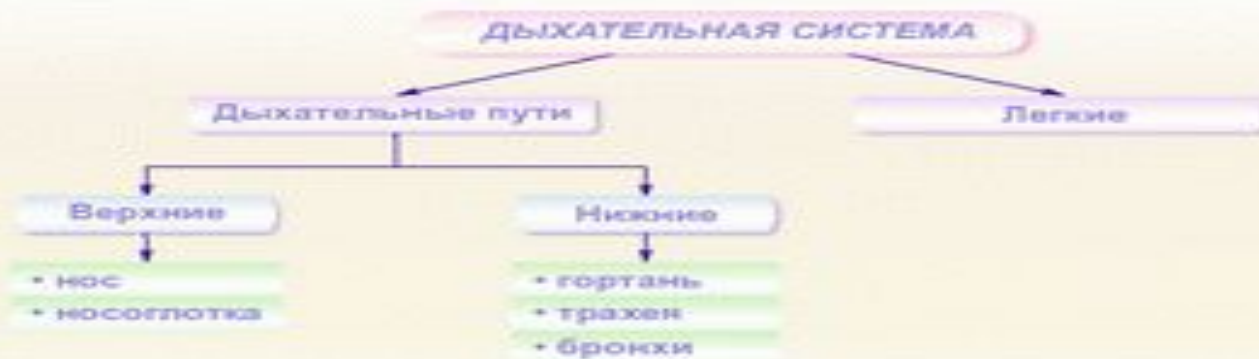 ДЫХАТЕЛЬНАЯ СИСТЕМА
Дыхательные пути
Легкие
Верхние
Нижние
• нос
• носоглотка
• гортань
• трахея
• бронхи